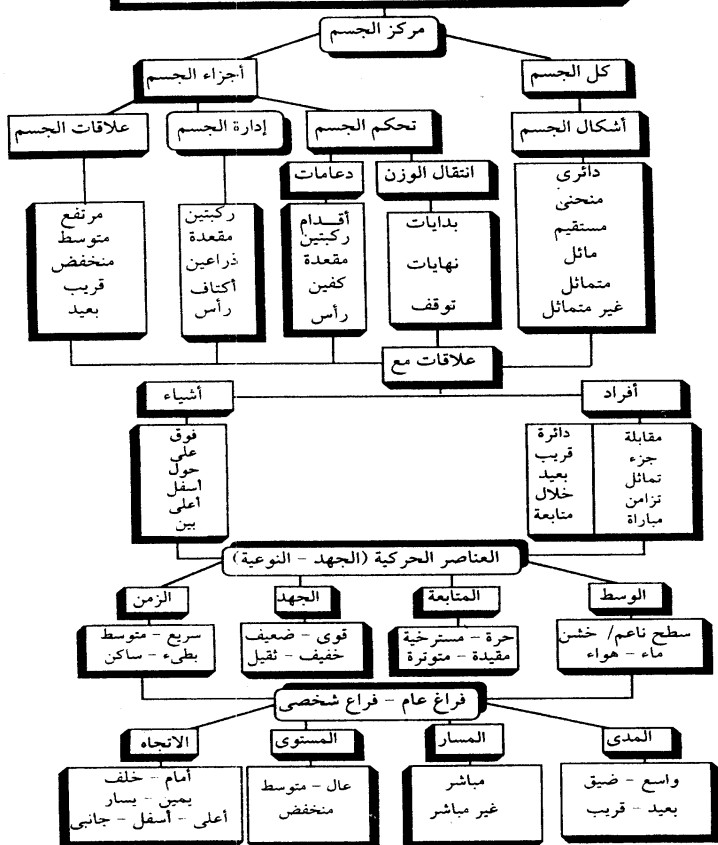 مركز الجسم
كل الجسم
أجزاء الجسم
أشكال الجسم
تحكم الجسم
إدارة الجسم
علاقات الجسم
انتقال الوزن
دعامات
دائرى
منحنى
مستقيم
مائل
متماثل
غير متماثل
بدايات
نهايات
توقف
أقدام
ركبتين
مقعدة
كفين
رأس
ركبتين
مقعدة
ذراعين
أكتاف
رأس
مرتفع
متوسط
منخفض
قريب
بعيد
علاقات مع
أفراد
أشياء
مقابلة
جزء
تماثل
تزامن
مباراة
دائرة
قريب
بعيد
خلال
متابعة
فوق
على
حول
أسفل
أعلى
بين
العناصر الحركية (الجهد - النوعية)
الوسط
المتابعة
الجهد
الزمن
سطح ناعم/ خشن
ماء - هواء
حرة - مسترخية
مقيدة - متوترة
قوى - ضعيف
خفيف - ثقيل
سريع - متوسط
بطىء - ساكن
فراغ عام - فراغ شخصى
المدى
المسار
المستوى
الاتجاه
واسع - ضيق
بعيد - قريب
مباشر
غير مباشر
عال - متوسط
منخفض
أمام - خلف
يمين - يسار
أعلى - أسفل - جانبى